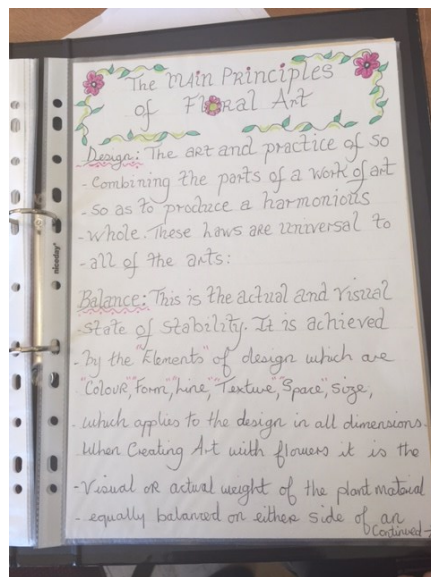 The Main Principles
of Floral Art
Design: The art and practice of so
- Combining the parts of a work of art
- so as to produce a harmonious
- whole. These Laws are universal to
- all of the arts:
Balance: This is the actual and visual
- state of stability. It is achieved
- by the "Elements" of design which are
"Colour," Form," Line," Texture," Space," Size,
- which applies to the design in all dimensions.
- When Creating Art with flowers it is the
- Visual or actual weight of the plant material
- equally balanced on either side of an
Continued -
niceday